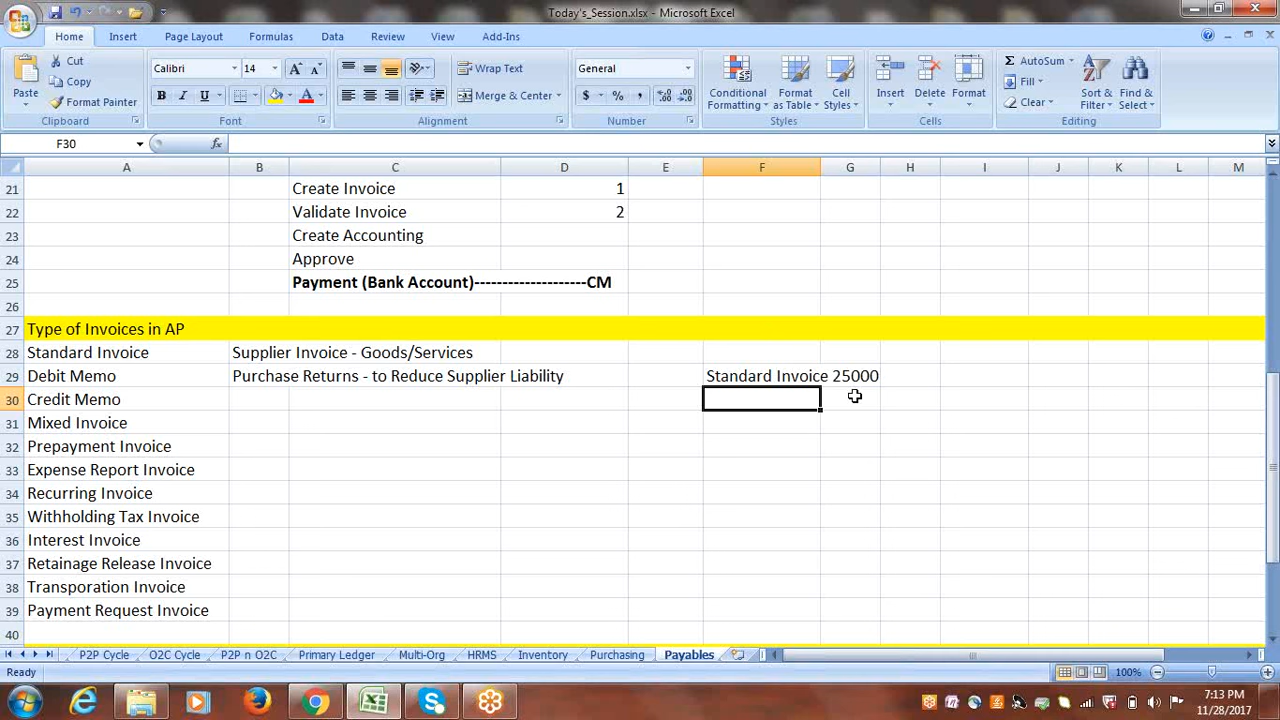 Today's_Session.xlsx - Microsoft Excel
Home Insert Page Layout Formulas Data Review View Add-Ins
Paste
Cut
Copy
Format Painter
Clipboard
Calibri 14
B I U
Font
Wrap Text
Merge & Center
Alignment
General
$ % ,
Number
Conditional Formatting
Format as Table
Cell Styles
Styles
Insert
Delete
Format
Cells
AutoSum
Fill
Clear
Sort & Filter
Find & Select
Editing
F30 fx
A B C D E F G H I J K L M
21 Create Invoice 1
22 Validate Invoice 2
23 Create Accounting
24 Approve
25 Payment (Bank Account)--------------------CM
26
27 Type of Invoices in AP
28 Standard Invoice Supplier Invoice - Goods/Services
29 Debit Memo Purchase Returns - to Reduce Supplier Liability Standard Invoice 25000
30 Credit Memo
31 Mixed Invoice
32 Prepayment Invoice
33 Expense Report Invoice
34 Recurring Invoice
35 Withholding Tax Invoice
36 Interest Invoice
37 Retainage Release Invoice
38 Transporation Invoice
39 Payment Request Invoice
40
P2P Cycle O2C Cycle P2P n O2C Primary Ledger Multi-Org HRMS Inventory Purchasing Payables
Ready 100%
7:13 PM
11/28/2017